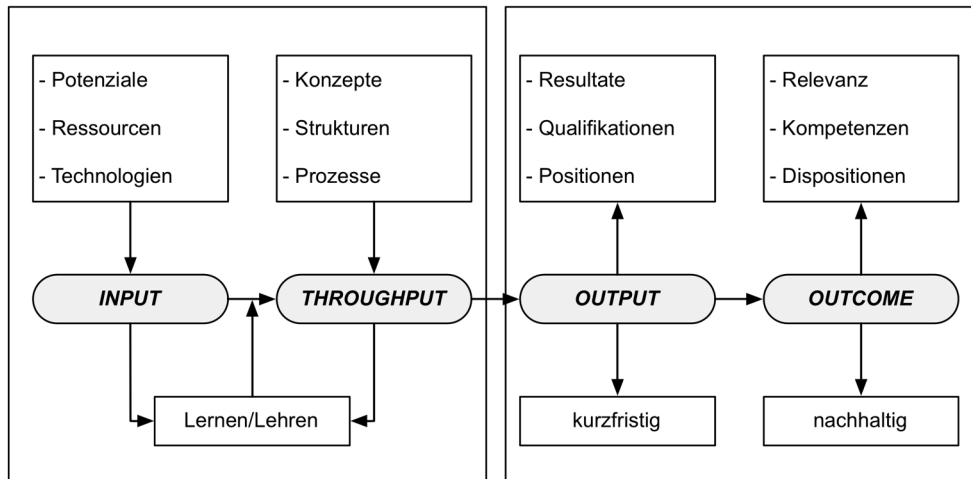 - Potenziale
- Ressourcen
- Technologien
- Konzepte
- Strukturen
- Prozesse
- Resultate
- Qualifikationen
- Positionen
- Relevanz
- Kompetenzen
- Dispositionen
INPUT
THROUGHPUT
OUTPUT
OUTCOME
Lernen/Lehren
kurzfristig
nachhaltig